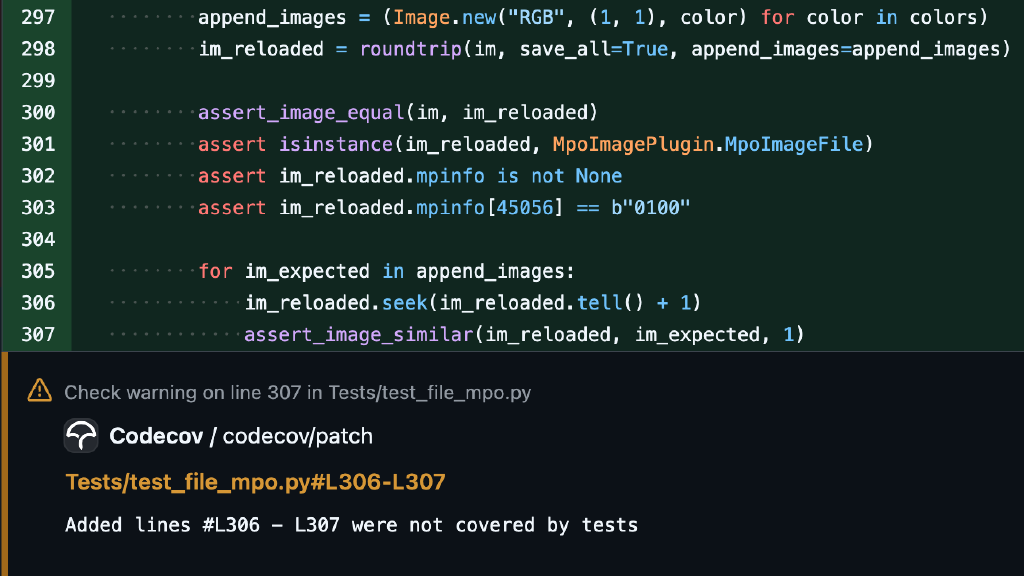 297 append_images = (Image.new("RGB", (1, 1), color) for color in colors)
298 im_reloaded = roundtrip(im, save_all=True, append_images=append_images)
299
300 assert_image_equal(im, im_reloaded)
301 assert isinstance(im_reloaded, MpoImagePlugin.MpoImageFile)
302 assert im_reloaded.mpinfo is not None
303 assert im_reloaded.mpinfo[45056] == b"0100"
304
305 for im_expected in append_images:
306 im_reloaded.seek(im_reloaded.tell() + 1)
307 assert_image_similar(im_reloaded, im_expected, 1)
Check warning on line 307 in Tests/test_file_mpo.py
Codecov / codecov/patch
Tests/test_file_mpo.py#L306-L307
Added lines #L306 – L307 were not covered by tests